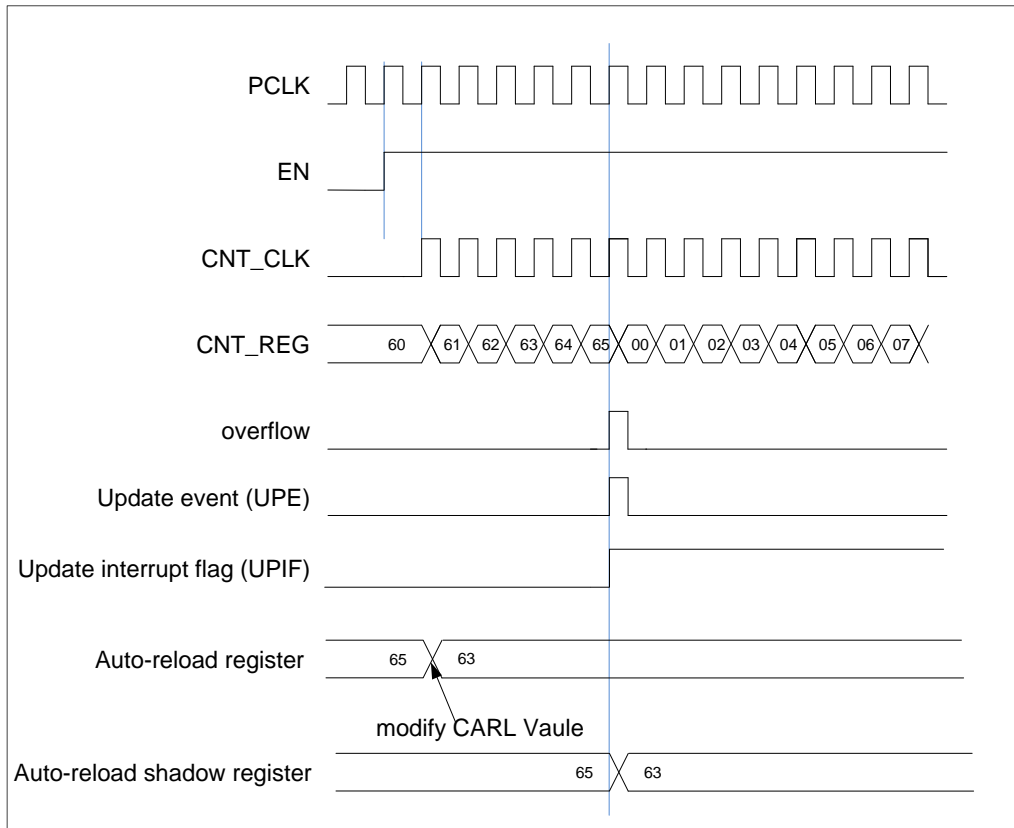 PCLK
EN
CNT_CLK
CNT_REG 60 61 62 63 64 65 00 01 02 03 04 05 06 07
overflow
Update event (UPE)
Update interrupt flag (UPIF)
Auto-reload register 65 63
modify CARL Vaule
Auto-reload shadow register 65 63